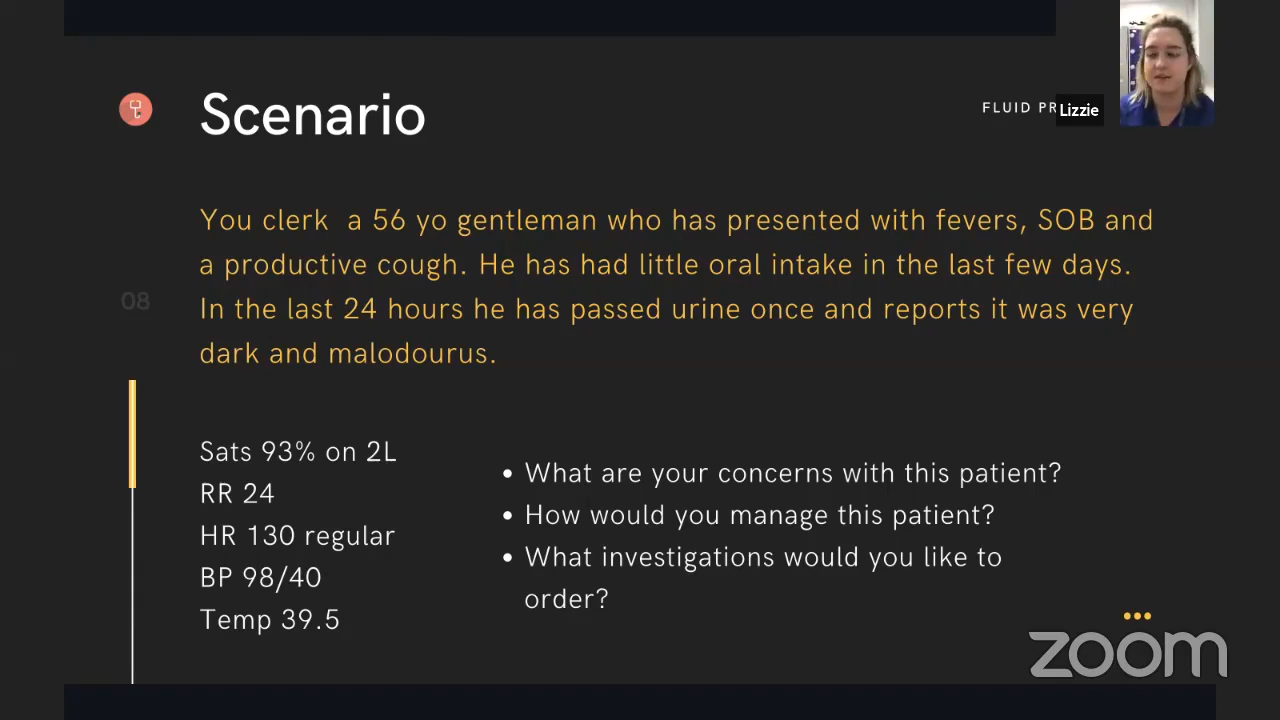 Scenario
FLUID PR
Lizzie
You clerk a 56 yo gentleman who has presented with fevers, SOB and
a productive cough. He has had little oral intake in the last few days.
In the last 24 hours he has passed urine once and reports it was very
dark and malodourus.
08
Sats 93% on 2L
RR 24
HR 130 regular
BP 98/40
Temp 39.5
• What are your concerns with this patient?
• How would you manage this patient?
• What investigations would you like to
order?
zoom